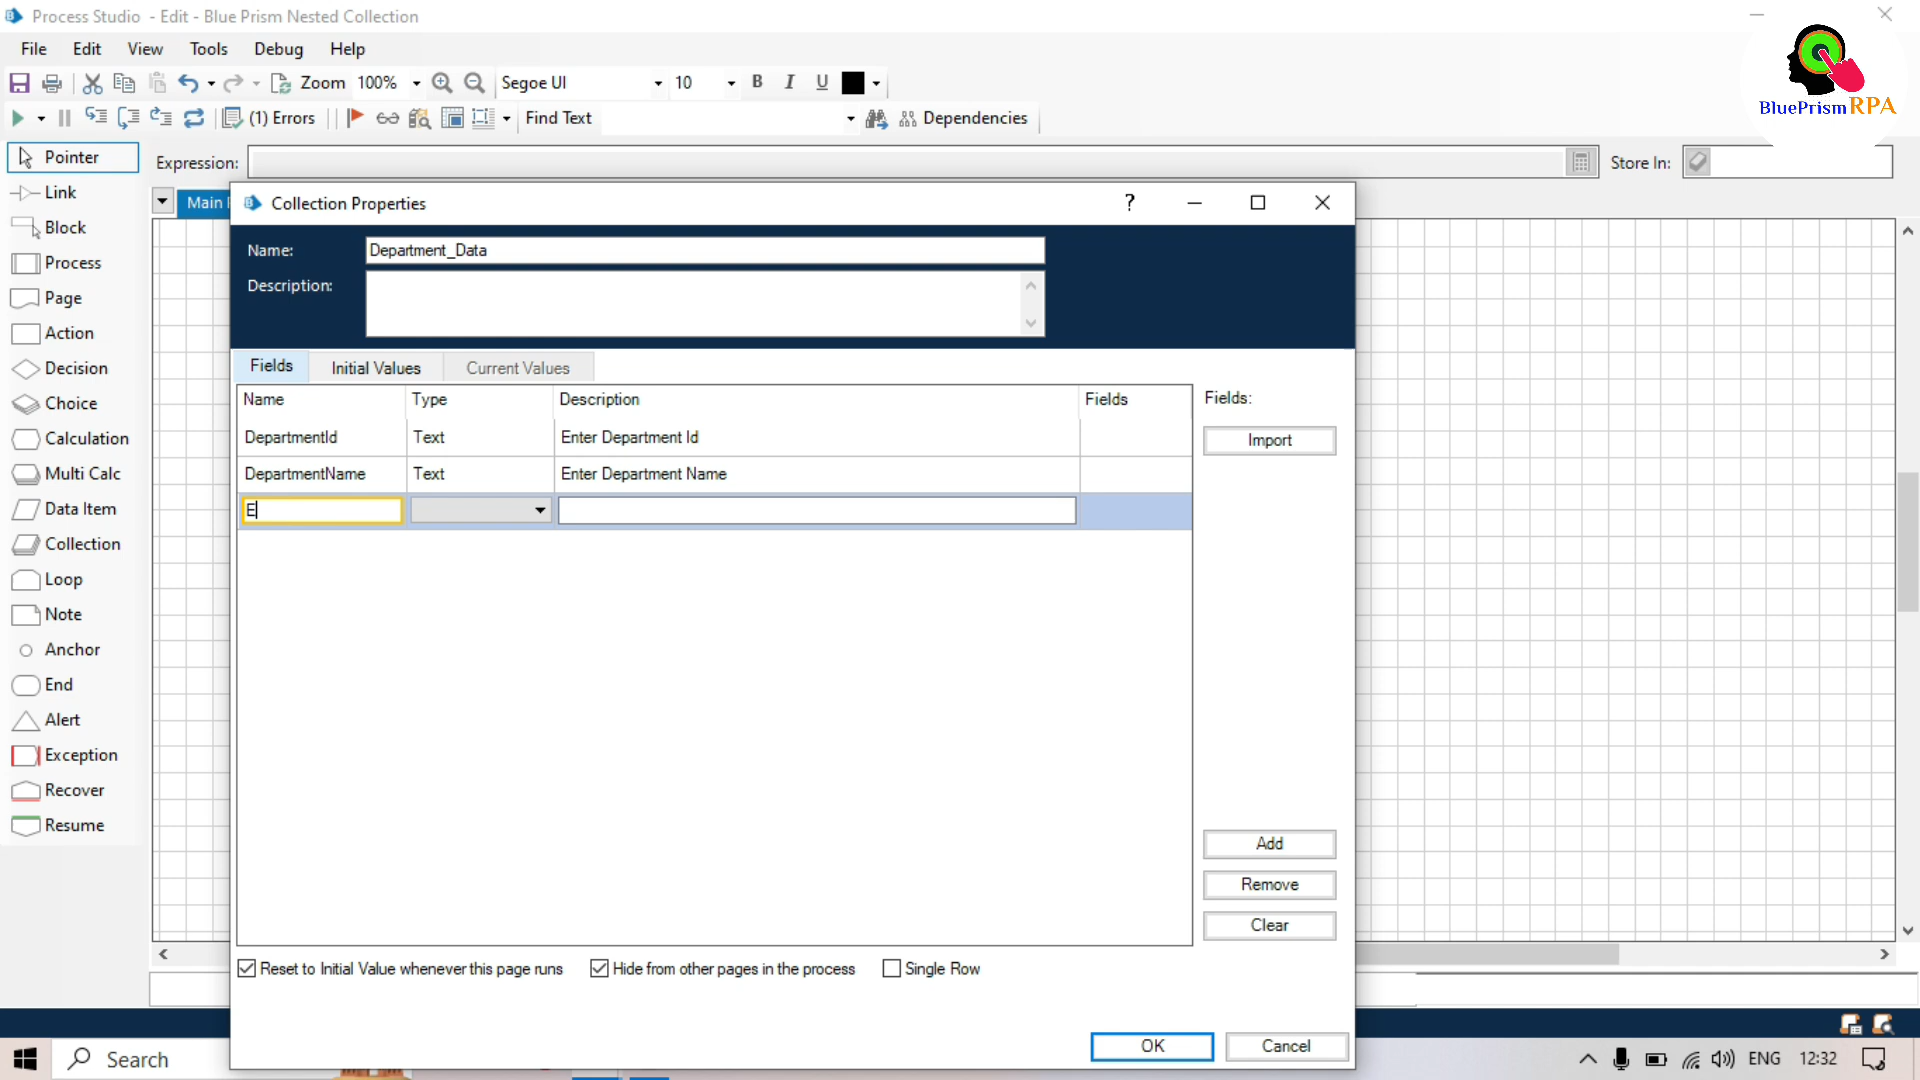 Process Studio - Edit - Blue Prism Nested Collection
File Edit View Tools Debug Help
BluePrism RPA
Zoom 100% Segoe UI 10 B I U
(1) Errors Find Text Dependencies
Pointer
Expression: Store In:
Link
Main
Block
Process
Page
Action
Decision
Choice
Calculation
Multi Calc
Data Item
Collection
Loop
Note
Anchor
End
Alert
Exception
Recover
Resume
Collection Properties ?
Name: Department_Data
Description:
Fields Initial Values Current Values
Name Type Description Fields
DepartmentId Text Enter Department Id
DepartmentName Text Enter Department Name
E
Fields:
Import
Add
Remove
Clear
Reset to Initial Value whenever this page runs Hide from other pages in the process Single Row
OK Cancel
Search
ENG 12:32